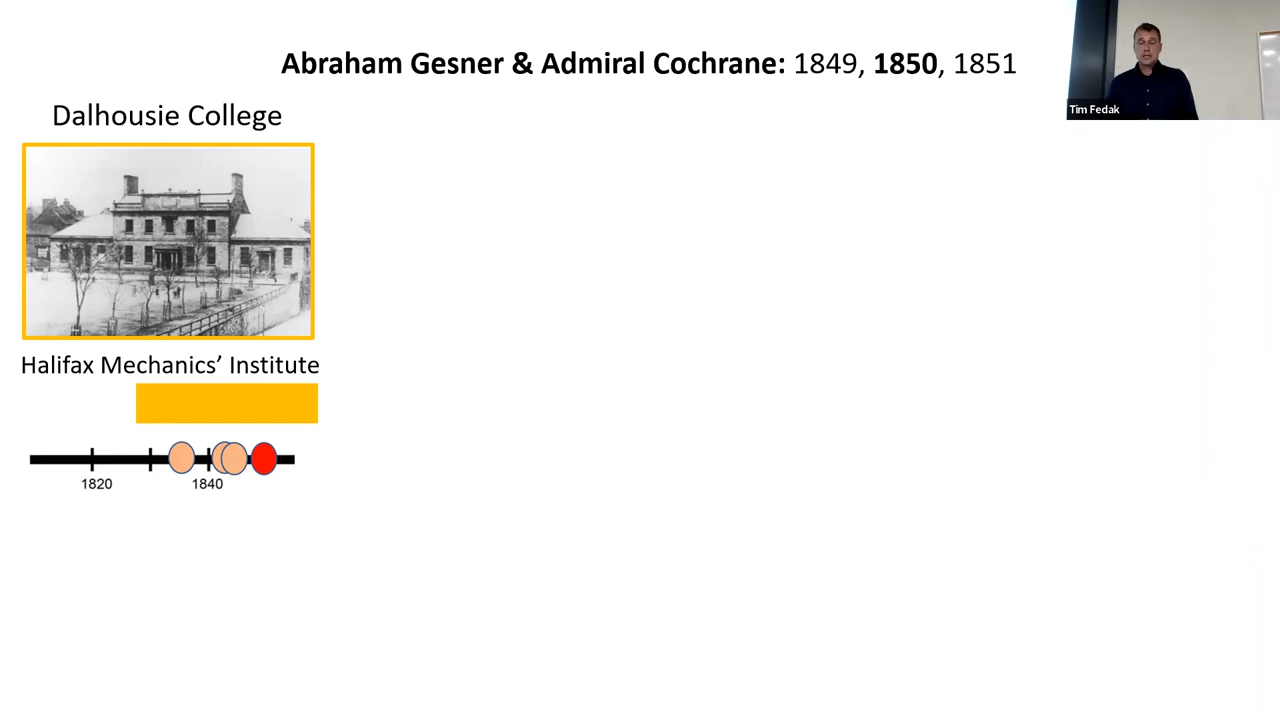 Abraham Gesner & Admiral Cochrane: 1849, 1850, 1851
Tim Fedak
Dalhousie College
Halifax Mechanics’ Institute
1820
1840